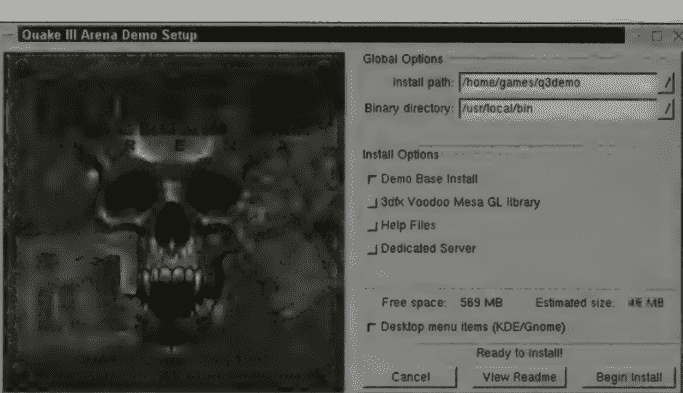 Quake III Arena Demo Setup
Global Options
Install path: /home/games/q3demo
Binary directory: /usr/local/bin
Install Options
Demo Base Install
3dfx Voodoo Mesa GL library
Help Files
Dedicated Server
Free space: 569 MB Estimated size: 46 MB
Desktop menu items (KDE/Gnome)
Ready to Install!
Cancel View Readme Begin Install